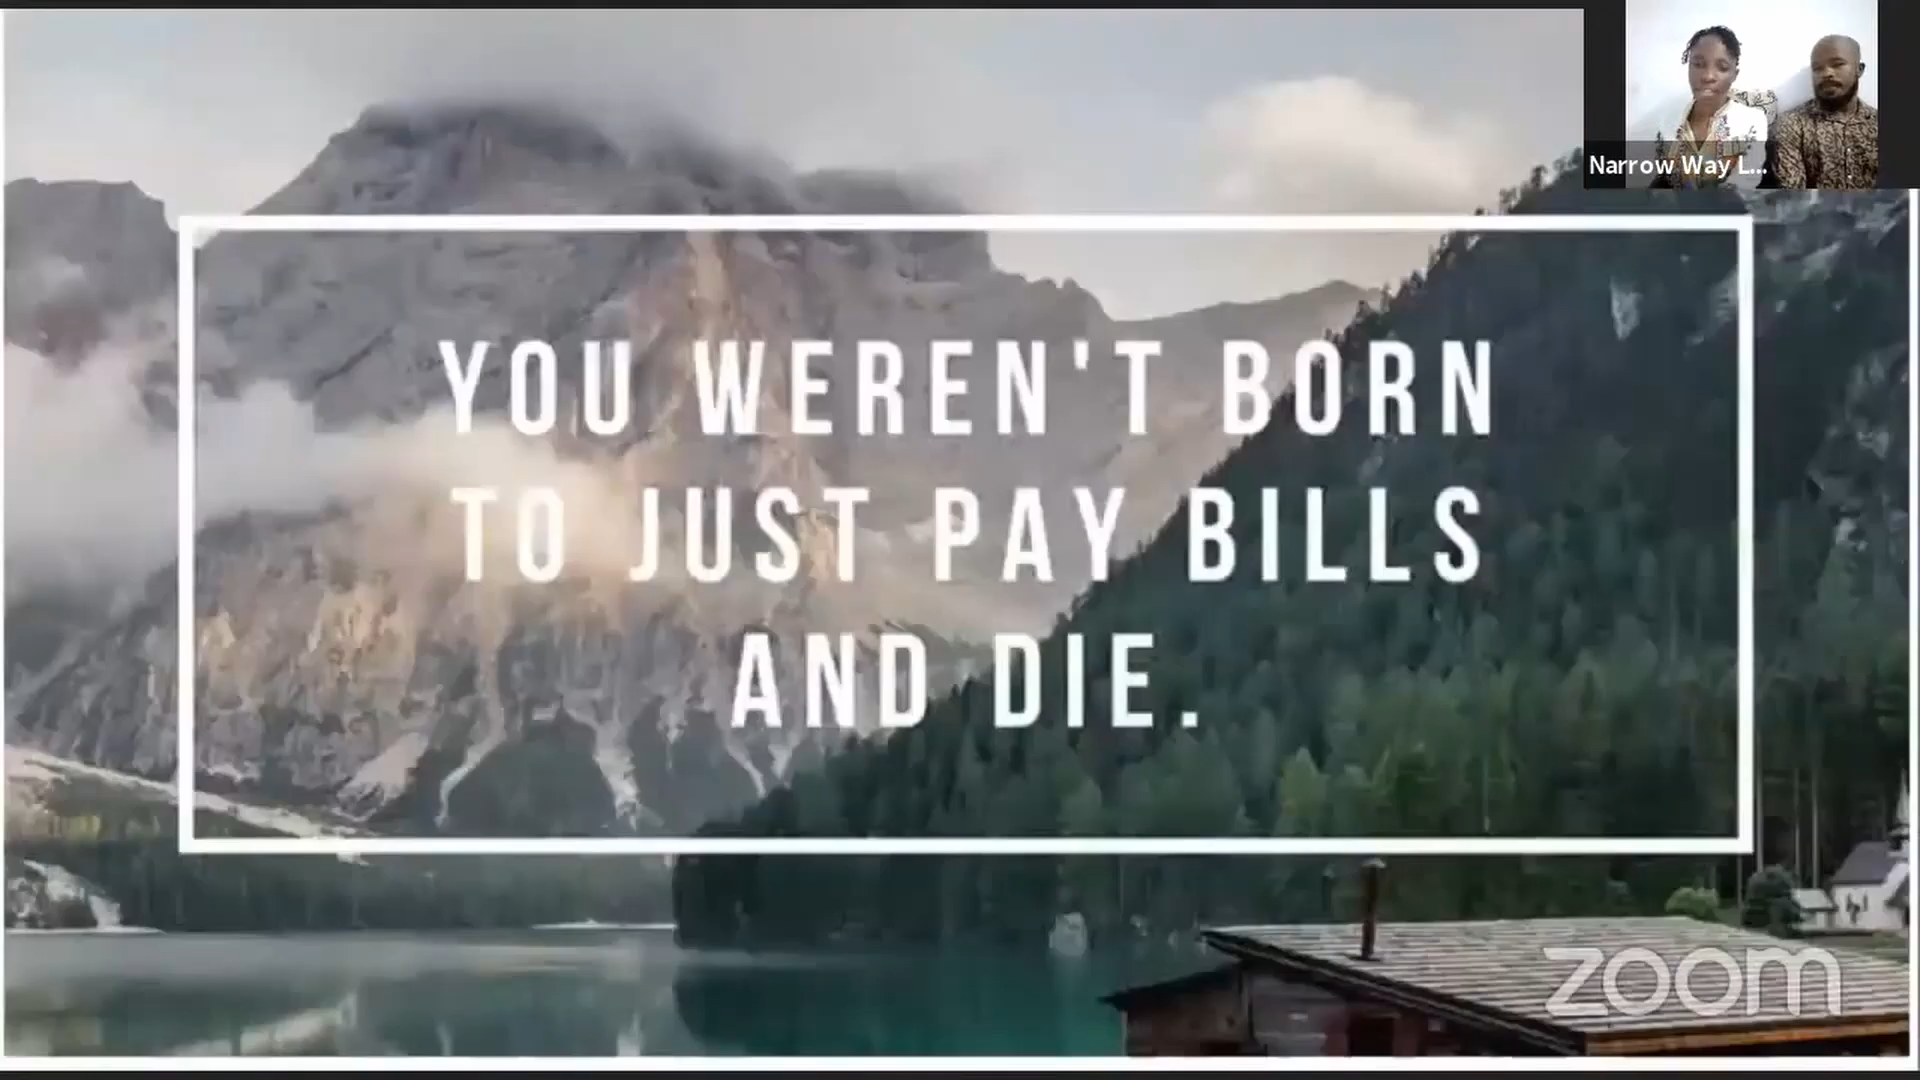 Narrow Way L...
YOU WEREN'T BORN
TO JUST PAY BILLS
AND DIE.
zoom